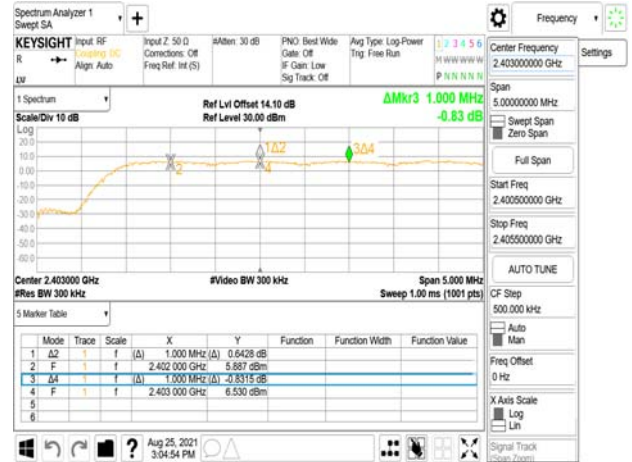 Spectrum Analyzer 1
Swept SA
+
Frequency
KEYSIGHT
R
Input: RF
Coupling: DC
Align: Auto
Input Z: 50 Ω
Corrections: Off
Freq Ref: Int (S)
#Atten: 30 dB
PNO: Best Wide
Gate: Off
IF Gain: Low
Sig Track: Off
Avg Type: Log-Power
Trig: Free Run
1 2 3 4 5 6
M W W W W W
P N N N N N
Center Frequency
2.403000000 GHz
Settings
Span
5.00000000 MHz
Swept Span
Zero Span
Full Span
Start Freq
2.400500000 GHz
Stop Freq
2.405500000 GHz
AUTO TUNE
CF Step
500.000 kHz
Auto
Man
Freq Offset
0 Hz
X Axis Scale
Log
Lin
Signal Track
(Span Zoom)
1 Spectrum
Scale/Div 10 dB
Ref Lvl Offset 14.10 dB
Ref Level 30.00 dBm
ΔMkr3 1.000 MHz
-0.83 dB
Log
20.0
10.0
0.00
-10.0
-20.0
-30.0
-40.0
-50.0
-60.0
2
1Δ2
4
3Δ4
Center 2.403000 GHz
#Res BW 300 kHz
#Video BW 300 kHz
Span 5.000 MHz
Sweep 1.00 ms (1001 pts)
5 Marker Table
Mode Trace Scale X Y Function Function Width Function Value
1 Δ2 1 f (Δ) 1.000 MHz (Δ) 0.6428 dB
2 F 1 f 2.402 000 GHz 5.887 dBm
3 Δ4 1 f (Δ) 1.000 MHz (Δ) -0.8315 dB
4 F 1 f 2.403 000 GHz 6.530 dBm
5
6
?
Aug 25, 2021
3:04:54 PM